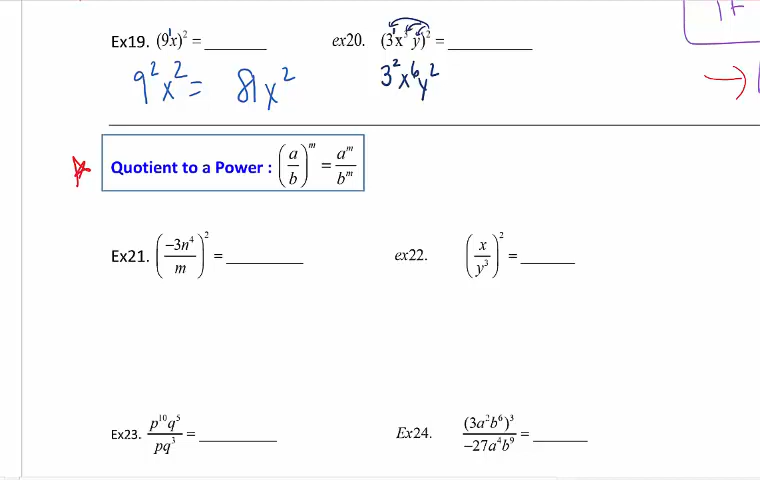 Ex19. (9x)² = ________ ex20. (3x³y)² = ________
9²x² = 81x² 3²x⁶y²
Quotient to a Power : (a/b)^m = a^m/b^m
Ex21. (−3n⁴/m)² = ________ ex22. (x/y³)² = ________
Ex23. p¹⁰q⁵/pq³ = ________ Ex24. (3a²b⁶)³/−27a⁴b⁹ = ________